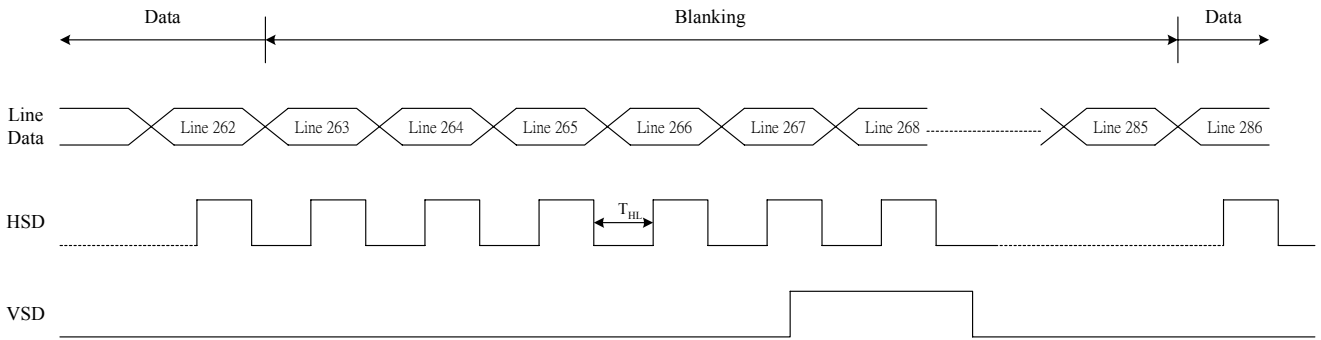 Data Blanking Data
Line
Data
Line 262 Line 263 Line 264 Line 265 Line 266 Line 267 Line 268 Line 285 Line 286
HSD
THL
VSD